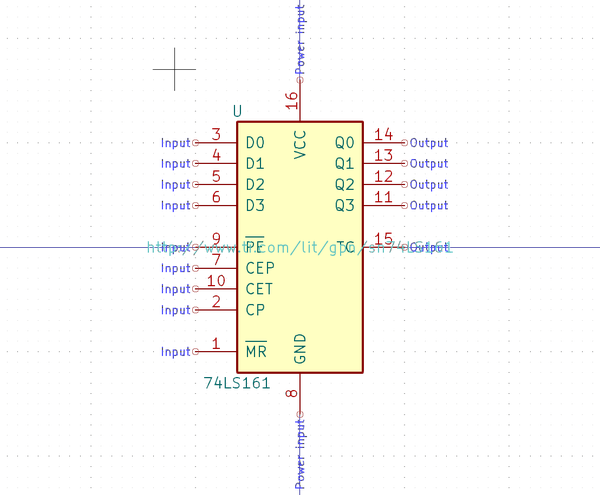 Power input
16
VCC
U
Input 3 D0 Q0 14 Output
Input 4 D1 Q1 13 Output
Input 5 D2 Q2 12 Output
Input 6 D3 Q3 11 Output
Input 9 PE TC 15 Output
http://www.ti.com/lit/gpn/sn74LS161
Input 7 CEP
Input 10 CET
Input 2 CP
Input 1 MR
GND
74LS161
8
Power input